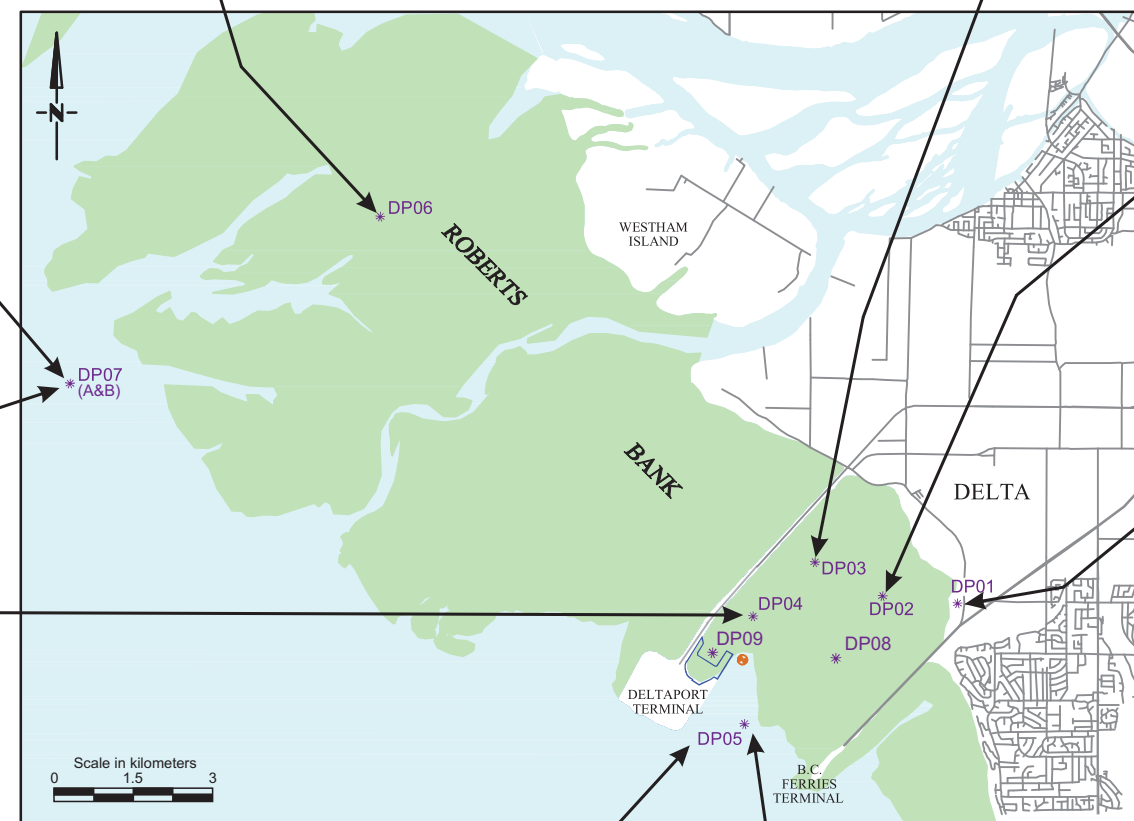 N
DP06
ROBERTS
WESTHAM
ISLAND
DP07
(A&B)
BANK
DELTA
DP03
DP01
DP02
DP04
DP09
DP08
DELTAPORT
TERMINAL
DP05
Scale in kilometers
0 1.5 3
B.C.
FERRIES
TERMINAL